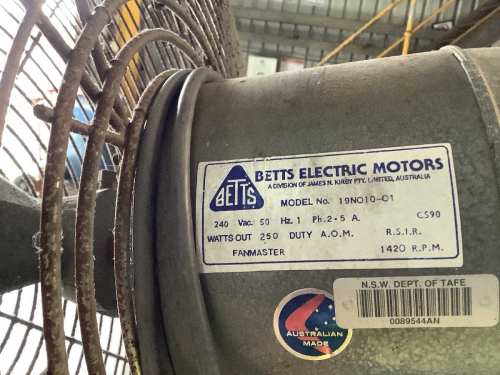 BETTS
BETTS ELECTRIC MOTORS
A DIVISION OF JAMES N. KIRBY PTY. LIMITED, AUSTRALIA
MODEL No. 19NO10-01
240 Vac. 50 Hz. 1 Ph. 2·5 A. CS90
WATTS OUT 250 DUTY A.O.M. R.S.I.R.
FANMASTER 1420 R.P.M.
N.S.W. DEPT. OF TAFE
0089544AN
AUSTRALIAN
MADE